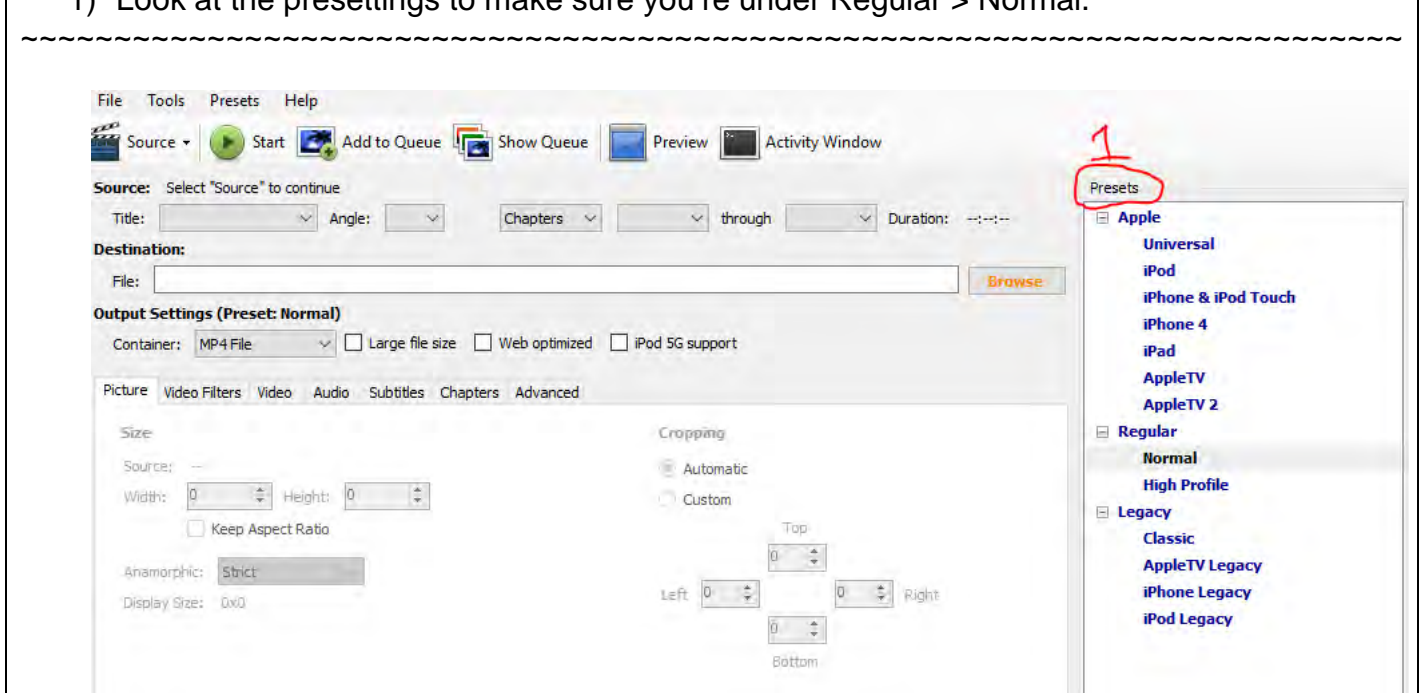 1) Look at the presettings to make sure you're under Regular > Normal.
~~~~~~~~~~~~~~~~~~~~~~~~~~~~~~~~~~~~~~~~~~~~~~~~~~~~~~~~~~~~~~~~~~~~~~~~~~~
File Tools Presets Help
Source Start Add to Queue Show Queue Preview Activity Window
1
Source: Select "Source" to continue
Title: Angle: Chapters through Duration: --:--:--
Destination:
File: Browse
Output Settings (Preset: Normal)
Container: MP4 File Large file size Web optimized iPod 5G support
Picture Video Filters Video Audio Subtitles Chapters Advanced
Size
Source: --
Width: 0 Height: 0
Keep Aspect Ratio
Anamorphic: Strict
Display Size: 0x0
Cropping
Automatic
Custom
Top
0
Left 0 0 Right
0
Bottom
Presets
Apple
Universal
iPod
iPhone & iPod Touch
iPhone 4
iPad
AppleTV
AppleTV 2
Regular
Normal
High Profile
Legacy
Classic
AppleTV Legacy
iPhone Legacy
iPod Legacy